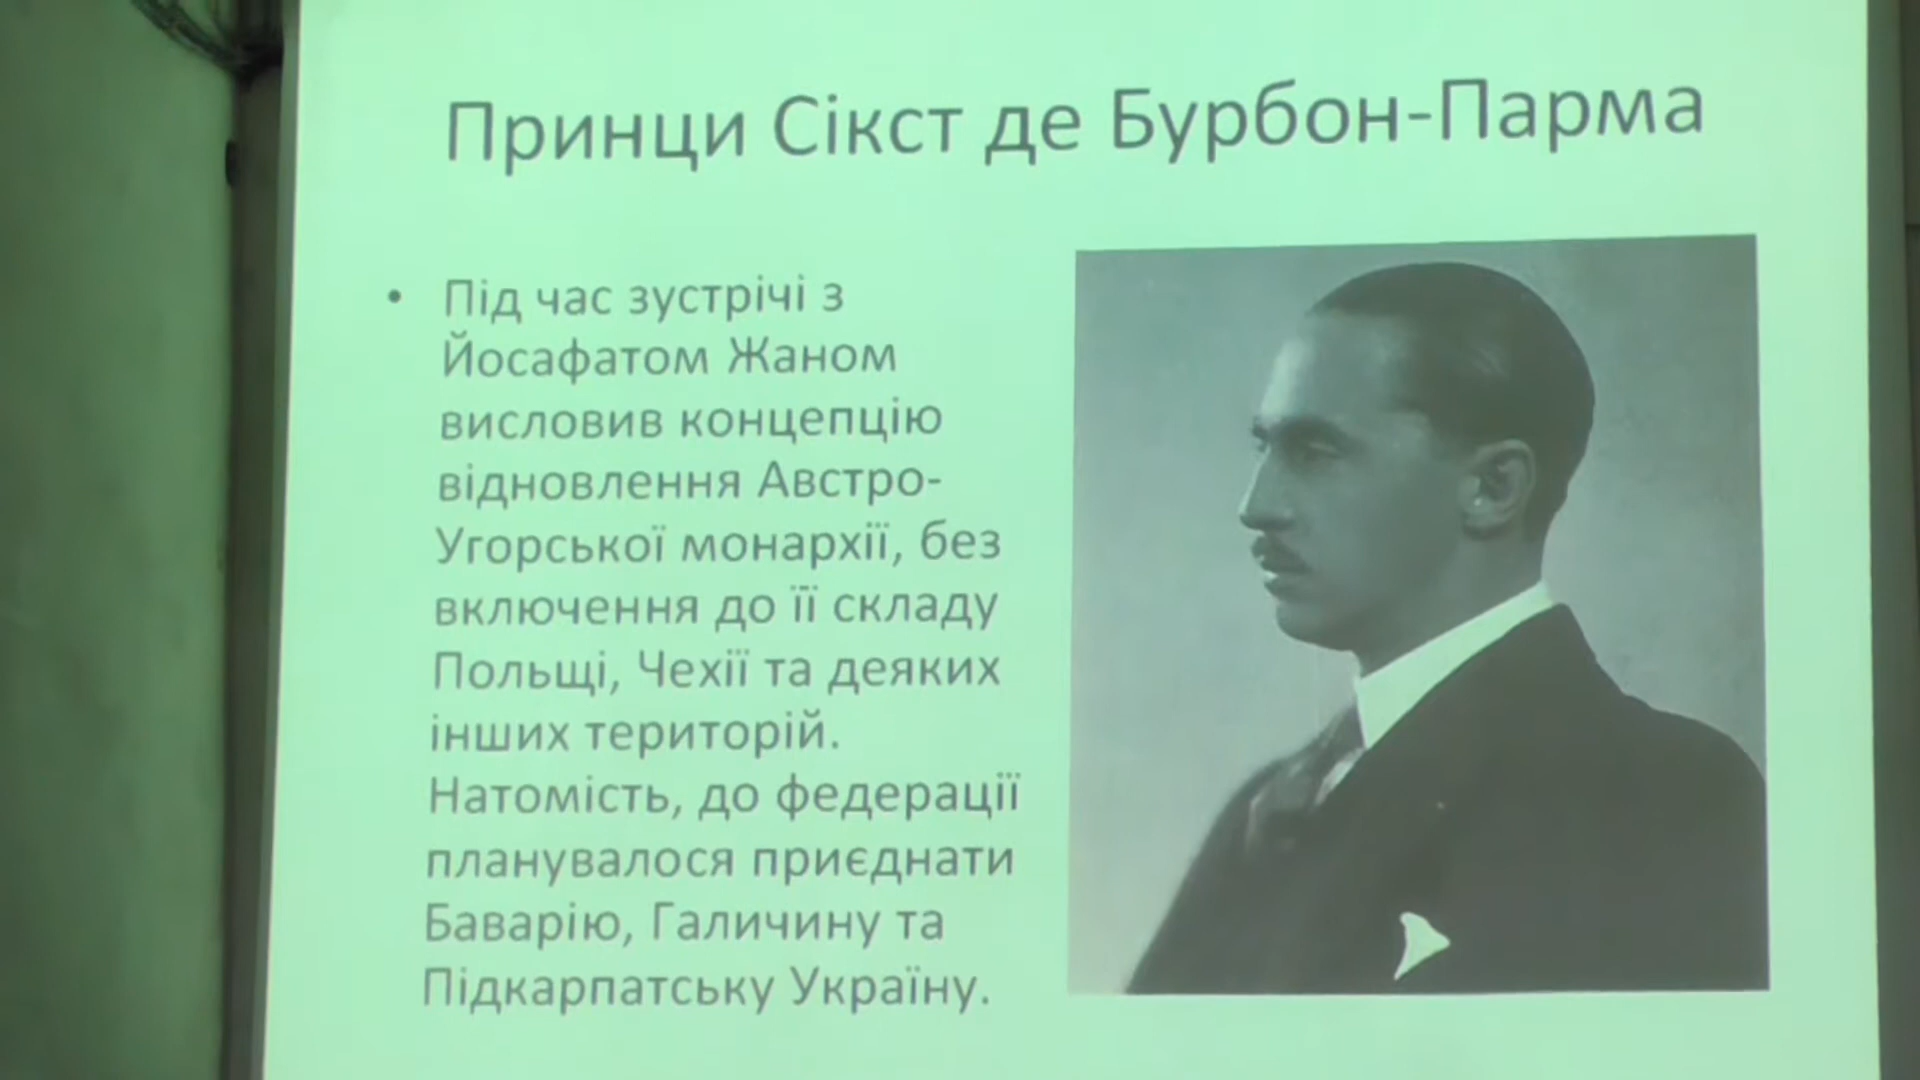 Принци Сікст де Бурбон-Парма
• Під час зустрічі з
Йосафатом Жаном
висловив концепцію
відновлення Австро-
Угорської монархії, без
включення до її складу
Польщі, Чехії та деяких
інших територій.
Натомість, до федерації
планувалося приєднати
Баварію, Галичину та
Підкарпатську Україну.